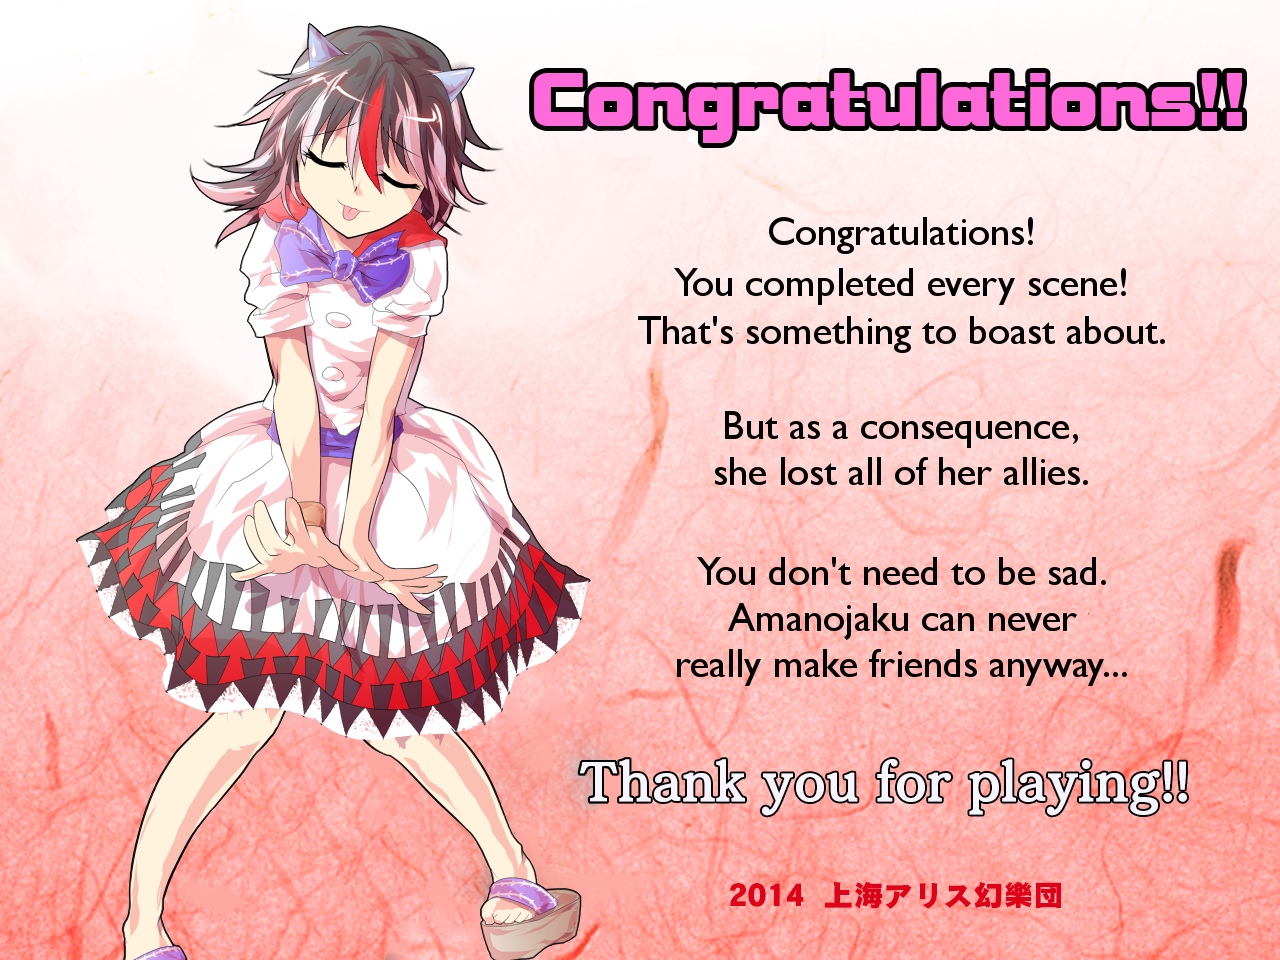 Congratulations!!
Congratulations!
You completed every scene!
That's something to boast about.
But as a consequence,
she lost all of her allies.
You don't need to be sad.
Amanojaku can never
really make friends anyway...
Thank you for playing!!
2014 上海アリス幻樂団